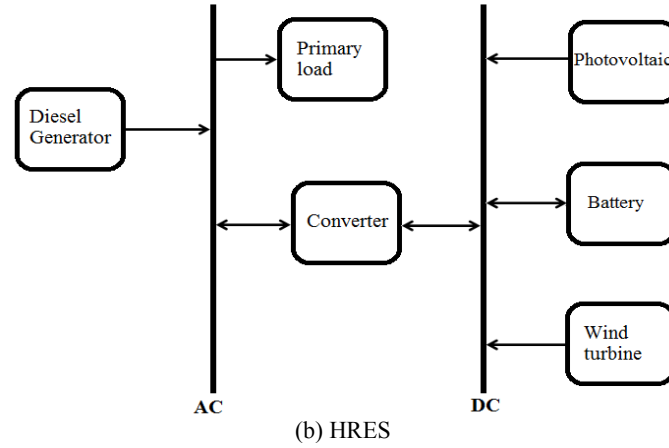 Primary
load
Photovoltaic
Diesel
Generator
Converter
Battery
Wind
turbine
AC
DC
(b) HRES